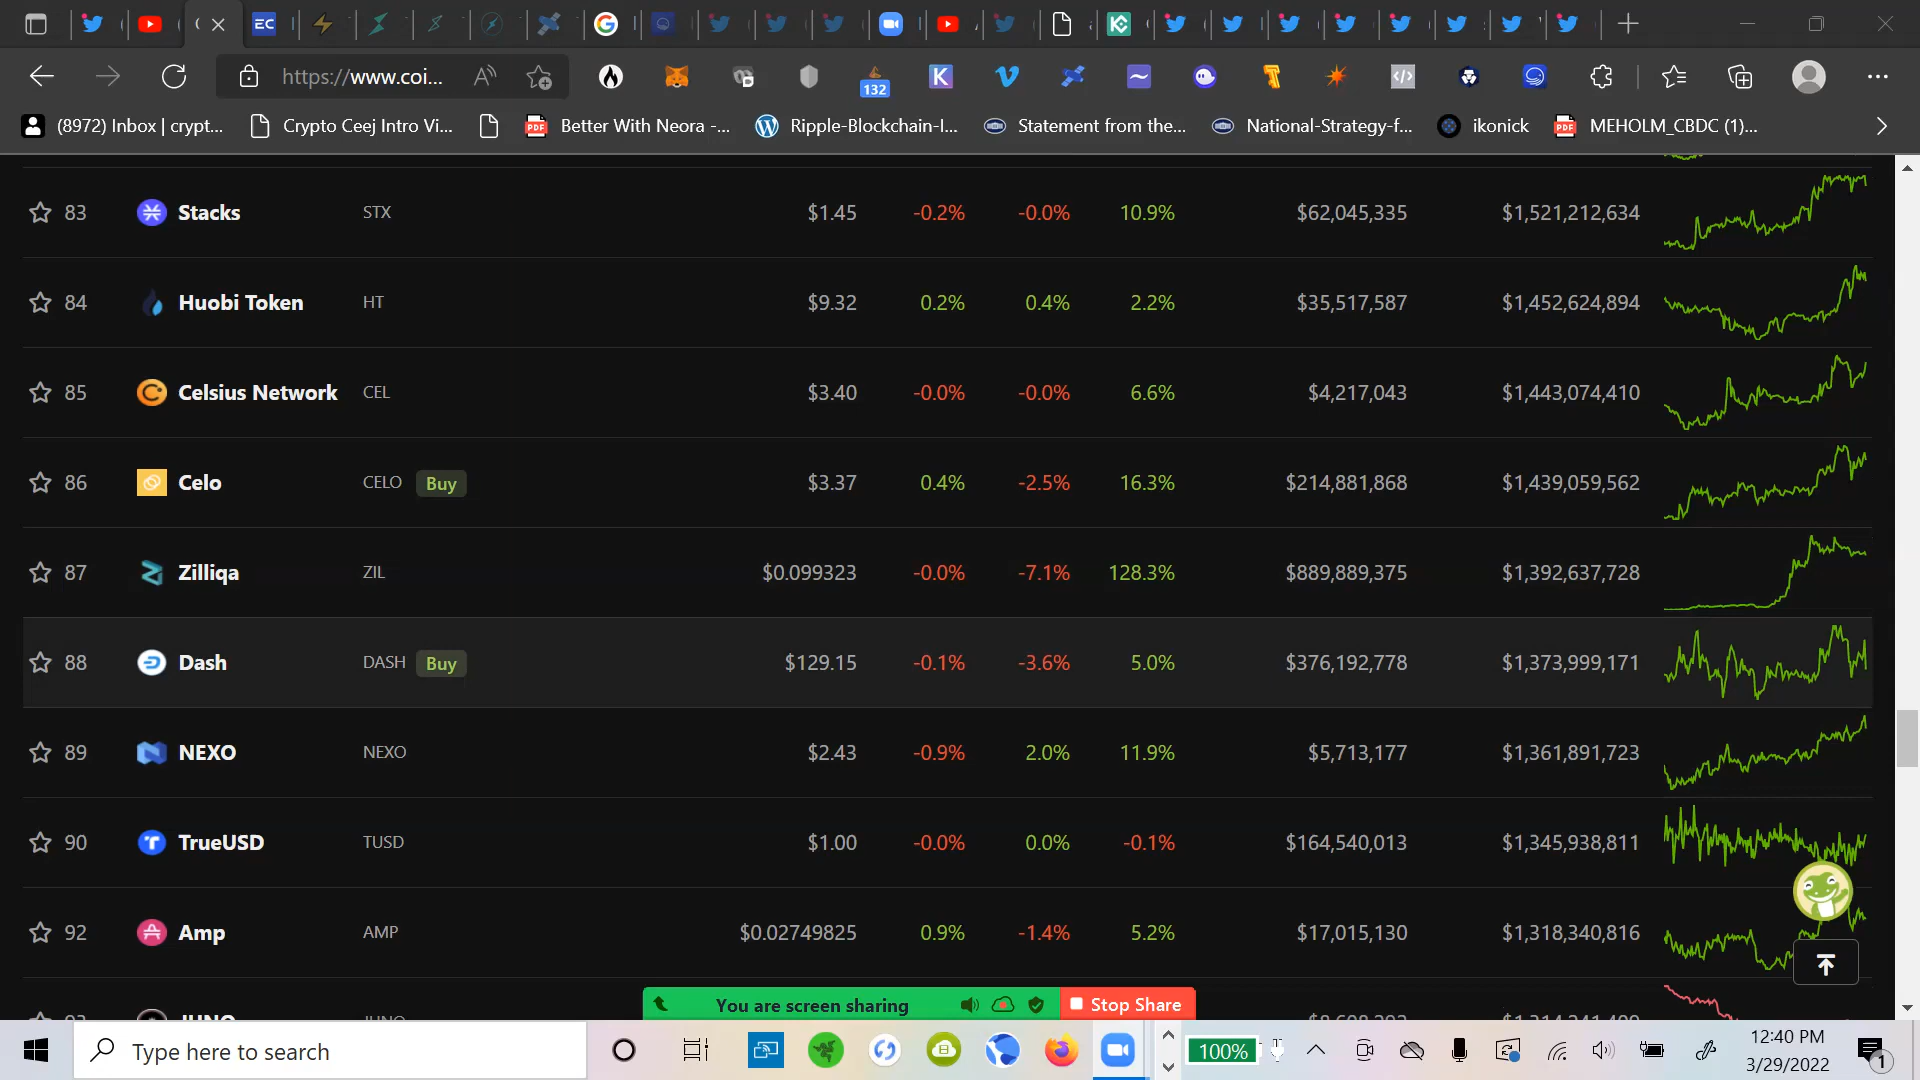 EC
https://www.coi...
132
(8972) Inbox | crypt...
Crypto Ceej Intro Vi...
Better With Neora -...
Ripple-Blockchain-I...
Statement from the...
National-Strategy-f...
ikonick
MEHOLM_CBDC (1)...
83 Stacks STX $1.45 -0.2% -0.0% 10.9% $62,045,335 $1,521,212,634
84 Huobi Token HT $9.32 0.2% 0.4% 2.2% $35,517,587 $1,452,624,894
85 Celsius Network CEL $3.40 -0.0% -0.0% 6.6% $4,217,043 $1,443,074,410
86 Celo CELO Buy $3.37 0.4% -2.5% 16.3% $214,881,868 $1,439,059,562
87 Zilliqa ZIL $0.099323 -0.0% -7.1% 128.3% $889,889,375 $1,392,637,728
88 Dash DASH Buy $129.15 -0.1% -3.6% 5.0% $376,192,778 $1,373,999,171
89 NEXO NEXO $2.43 -0.9% 2.0% 11.9% $5,713,177 $1,361,891,723
90 TrueUSD TUSD $1.00 -0.0% 0.0% -0.1% $164,540,013 $1,345,938,811
92 Amp AMP $0.02749825 0.9% -1.4% 5.2% $17,015,130 $1,318,340,816
You are screen sharing
Stop Share
Type here to search
100%
12:40 PM
3/29/2022
1